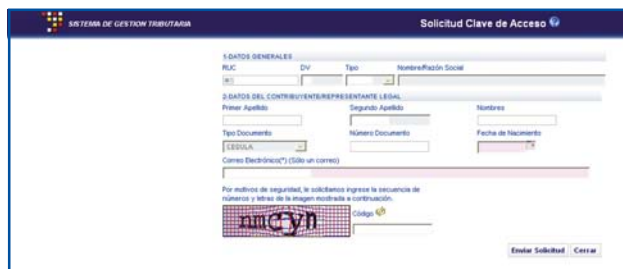 SISTEMA DE GESTION TRIBUTARIA
Solicitud Clave de Acceso
1-DATOS GENERALES
RUC DV Tipo Nombre/Razón Social
2-DATOS DEL CONTRIBUYENTE/REPRESENTANTE LEGAL
Primer Apellido Segundo Apellido Nombres
Tipo Documento Número Documento Fecha de Nacimiento
CEDULA
Correo Electrónico(*) (Sólo un correo)
Por motivos de seguridad, le solicitamos ingrese la secuencia de
números y letras de la imagen mostrada a continuación.
Código
Enviar Solicitud Cerrar